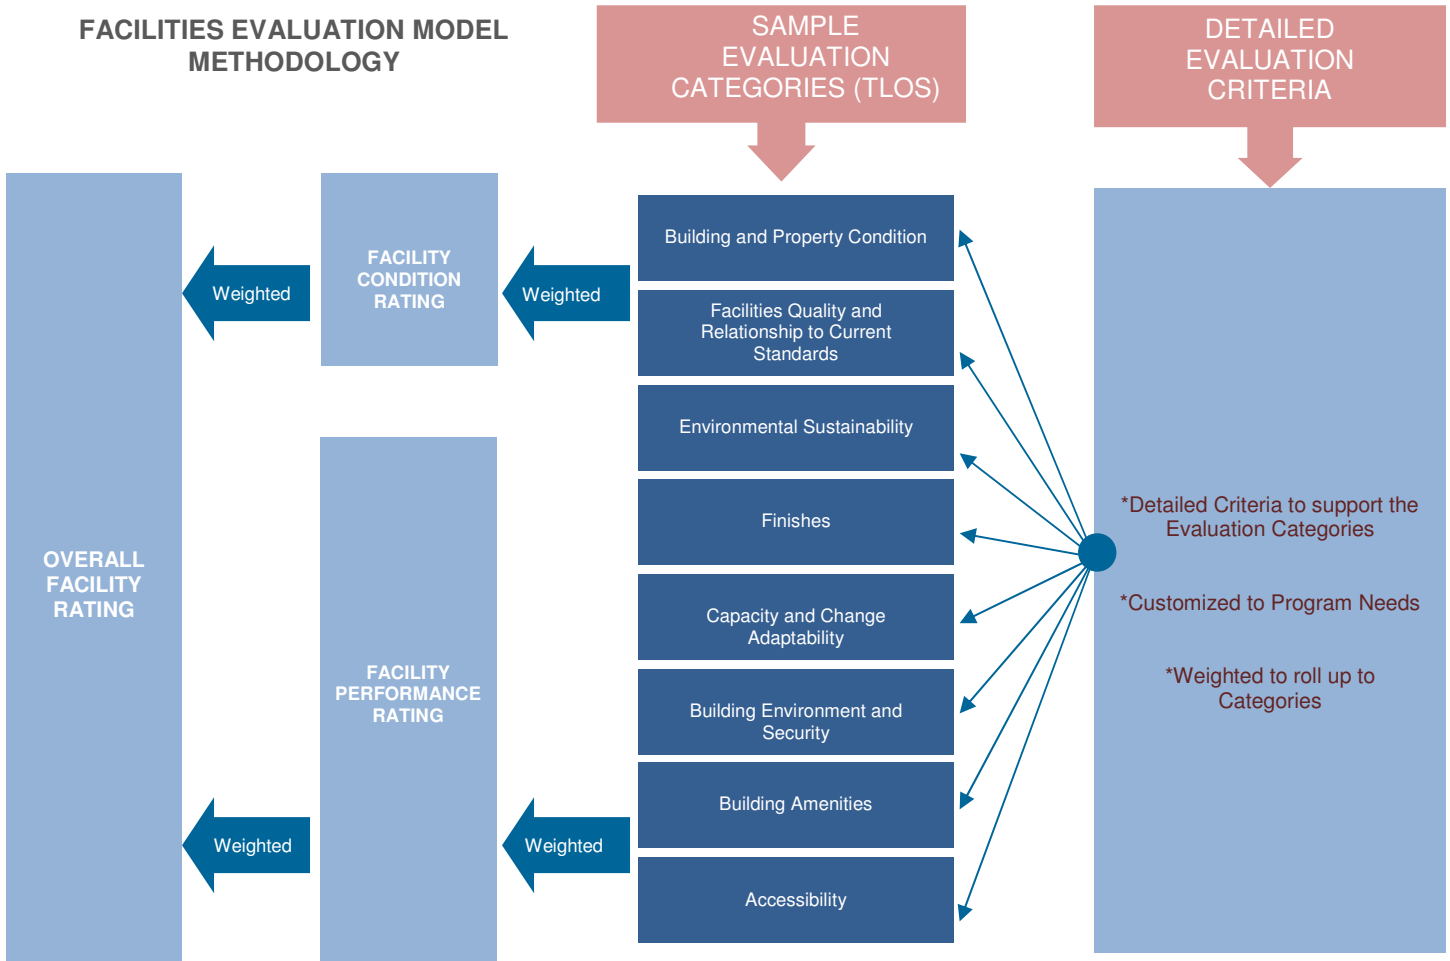 FACILITIES EVALUATION MODEL
METHODOLOGY
SAMPLE
EVALUATION
CATEGORIES (TLOS)
DETAILED
EVALUATION
CRITERIA
OVERALL
FACILITY
RATING
Weighted
FACILITY
CONDITION
RATING
Weighted
Weighted
FACILITY
PERFORMANCE
RATING
Weighted
Building and Property Condition
Facilities Quality and
Relationship to Current
Standards
Environmental Sustainability
Finishes
Capacity and Change
Adaptability
Building Environment and
Security
Building Amenities
Accessibility
*Detailed Criteria to support the
Evaluation Categories
*Customized to Program Needs
*Weighted to roll up to
Categories